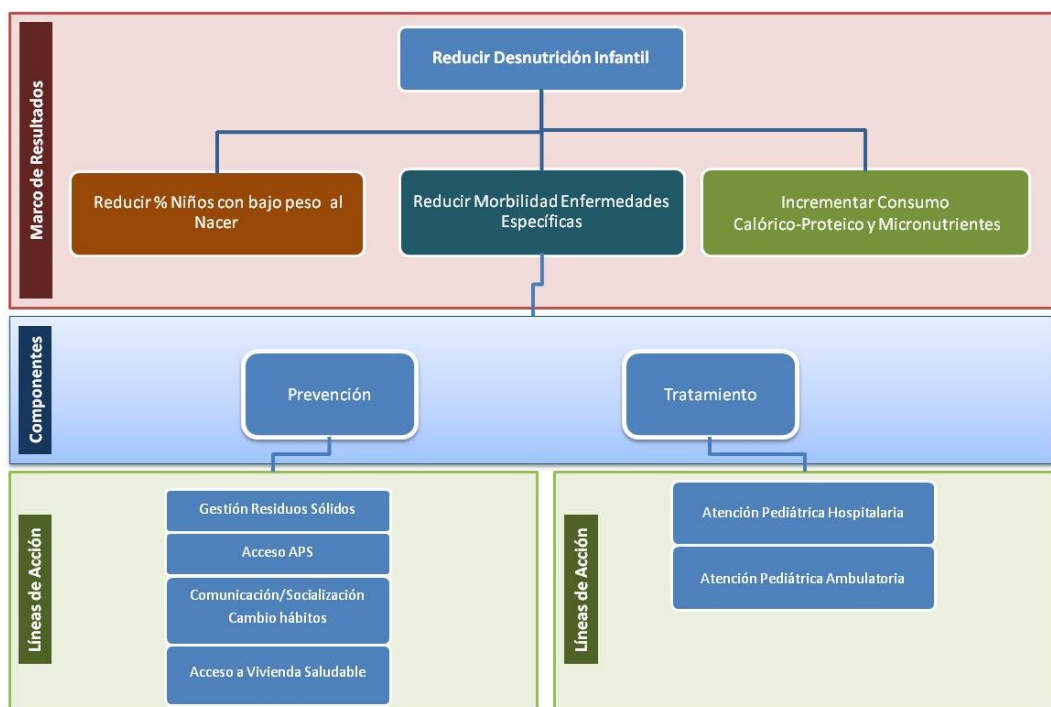 Marco de Resultados
Reducir Desnutrición Infantil
Reducir % Niños con bajo peso al
Nacer
Reducir Morbilidad Enfermedades
Específicas
Incrementar Consumo
Calórico-Proteico y Micronutrientes
Componentes
Prevención
Tratamiento
Líneas de Acción
Gestión Residuos Sólidos
Acceso APS
Comunicación/Socialización
Cambio hábitos
Acceso a Vivienda Saludable
Líneas de Acción
Atención Pediátrica Hospitalaria
Atención Pediátrica Ambulatoria